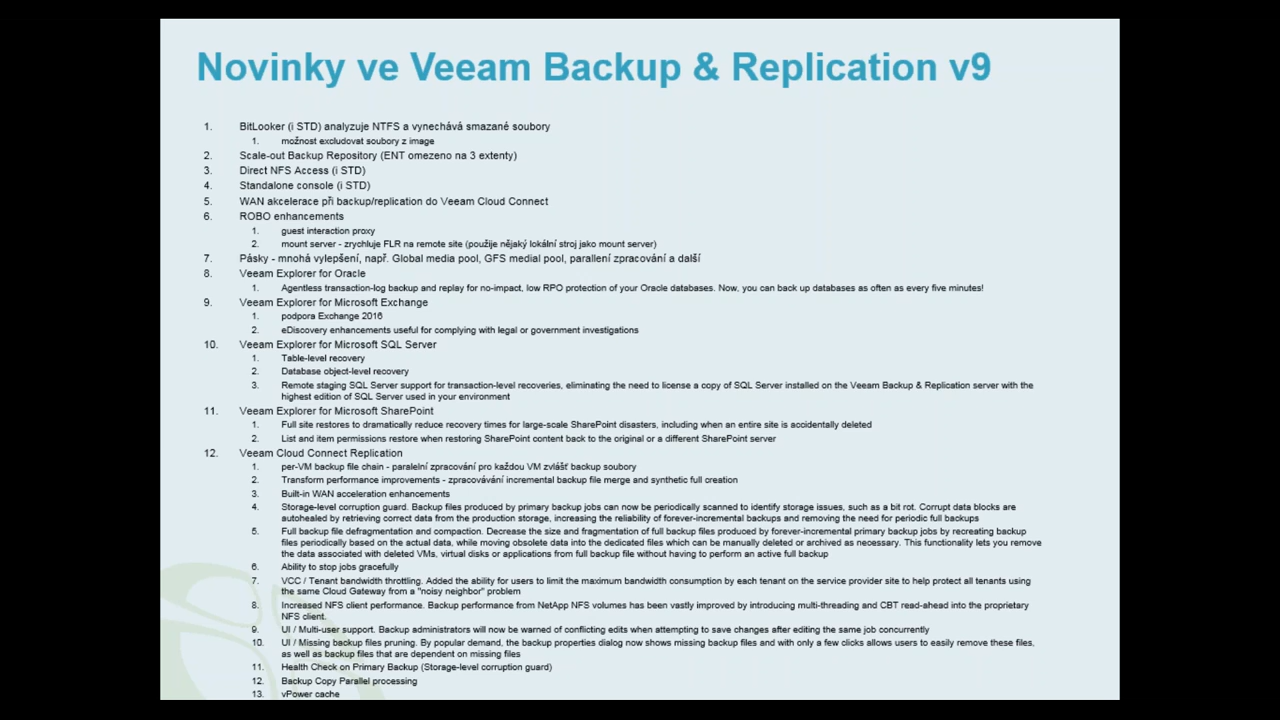 Novinky ve Veeam Backup & Replication v9
1. BitLooker (i STD) analyzuje NTFS a vynechává smazané soubory
1. možnost excludovat soubory z image
2. Scale-out Backup Repository (ENT omezeno na 3 extenty)
3. Direct NFS Access (i STD)
4. Standalone console (i STD)
5. WAN akcelerace při backup/replication do Veeam Cloud Connect
6. ROBO enhancements
1. guest interaction proxy
2. mount server - zrychluje FLR na remote site (použije nějaký lokální stroj jako mount server)
7. Pásky - mnohá vylepšení, např. Global media pool, GFS medial pool, parallení zpracování a další
8. Veeam Explorer for Oracle
1. Agentless transaction-log backup and replay for no-impact, low RPO protection of your Oracle databases. Now, you can back up databases as often as every five minutes!
9. Veeam Explorer for Microsoft Exchange
1. podpora Exchange 2016
2. eDiscovery enhancements useful for complying with legal or government investigations
10. Veeam Explorer for Microsoft SQL Server
1. Table-level recovery
2. Database object-level recovery
3. Remote staging SQL Server support for transaction-level recoveries, eliminating the need to license a copy of SQL Server installed on the Veeam Backup & Replication server with the
highest edition of SQL Server used in your environment
11. Veeam Explorer for Microsoft SharePoint
1. Full site restores to dramatically reduce recovery times for large-scale SharePoint disasters, including when an entire site is accidentally deleted
2. List and item permissions restore when restoring SharePoint content back to the original or a different SharePoint server
12. Veeam Cloud Connect Replication
1. per-VM backup file chain - paralelní zpracování pro každou VM zvlášť backup soubory
2. Transform performance improvements - zpracovávání incremental backup file merge and synthetic full creation
3. Built-in WAN acceleration enhancements
4. Storage-level corruption guard. Backup files produced by primary backup jobs can now be periodically scanned to identify storage issues, such as a bit rot. Corrupt data blocks are
autohealed by retrieving correct data from the production storage, increasing the reliability of forever-incremental backups and removing the need for periodic full backups
5. Full backup file defragmentation and compaction. Decrease the size and fragmentation of full backup files produced by forever-incremental primary backup jobs by recreating backup
files periodically based on the actual data, while moving obsolete data into the dedicated files which can be manually deleted or archived as necessary. This functionality lets you remove
the data associated with deleted VMs, virtual disks or applications from full backup file without having to perform an active full backup
6. Ability to stop jobs gracefully
7. VCC / Tenant bandwidth throttling. Added the ability for users to limit the maximum bandwidth consumption by each tenant on the service provider site to help protect all tenants using
the same Cloud Gateway from a "noisy neighbor" problem
8. Increased NFS client performance. Backup performance from NetApp NFS volumes has been vastly improved by introducing multi-threading and CBT read-ahead into the proprietary
NFS client.
9. UI / Multi-user support. Backup administrators will now be warned of conflicting edits when attempting to save changes after editing the same job concurrently
10. UI / Missing backup files pruning. By popular demand, the backup properties dialog now shows missing backup files and with only a few clicks allows users to easily remove these files,
as well as backup files that are dependent on missing files
11. Health Check on Primary Backup (Storage-level corruption guard)
12. Backup Copy Parallel processing
13. vPower cache